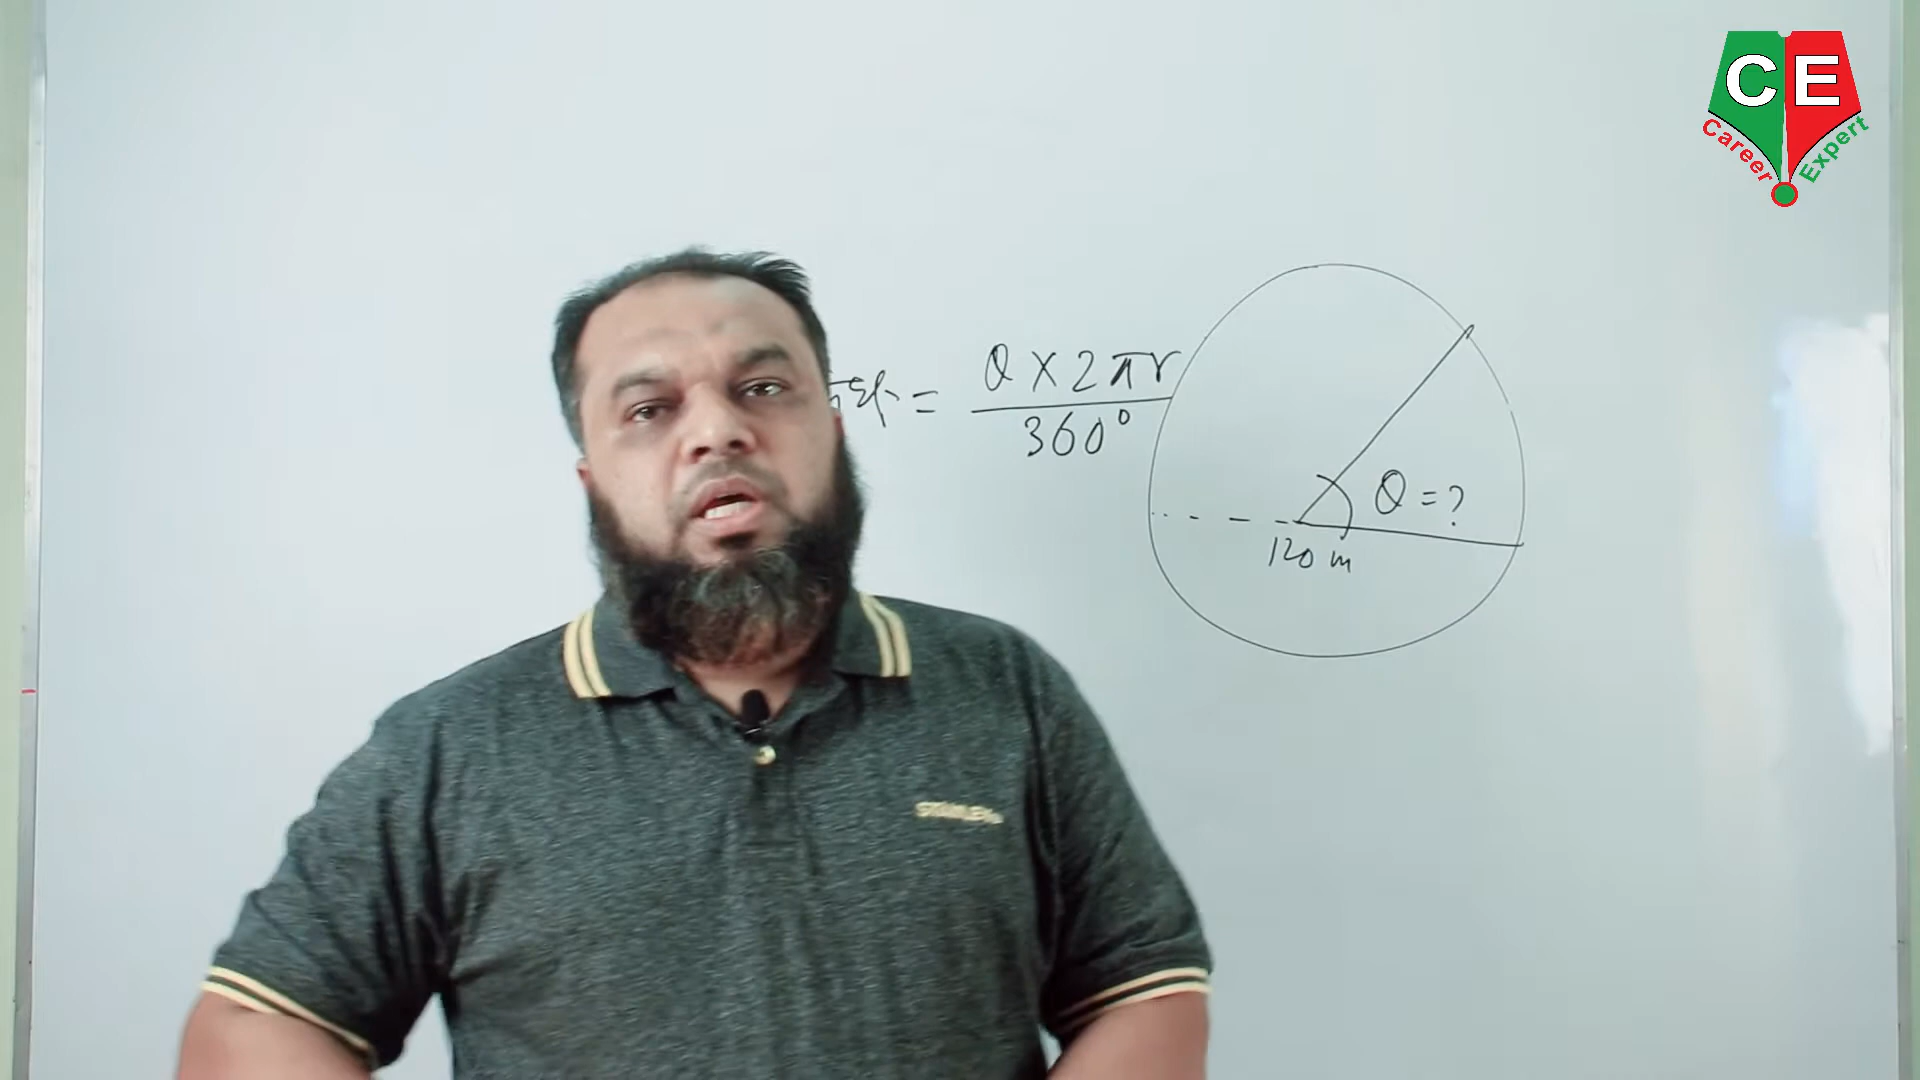 CE
Career Expert
= θ × 2πr
360°
θ = ?
120 m